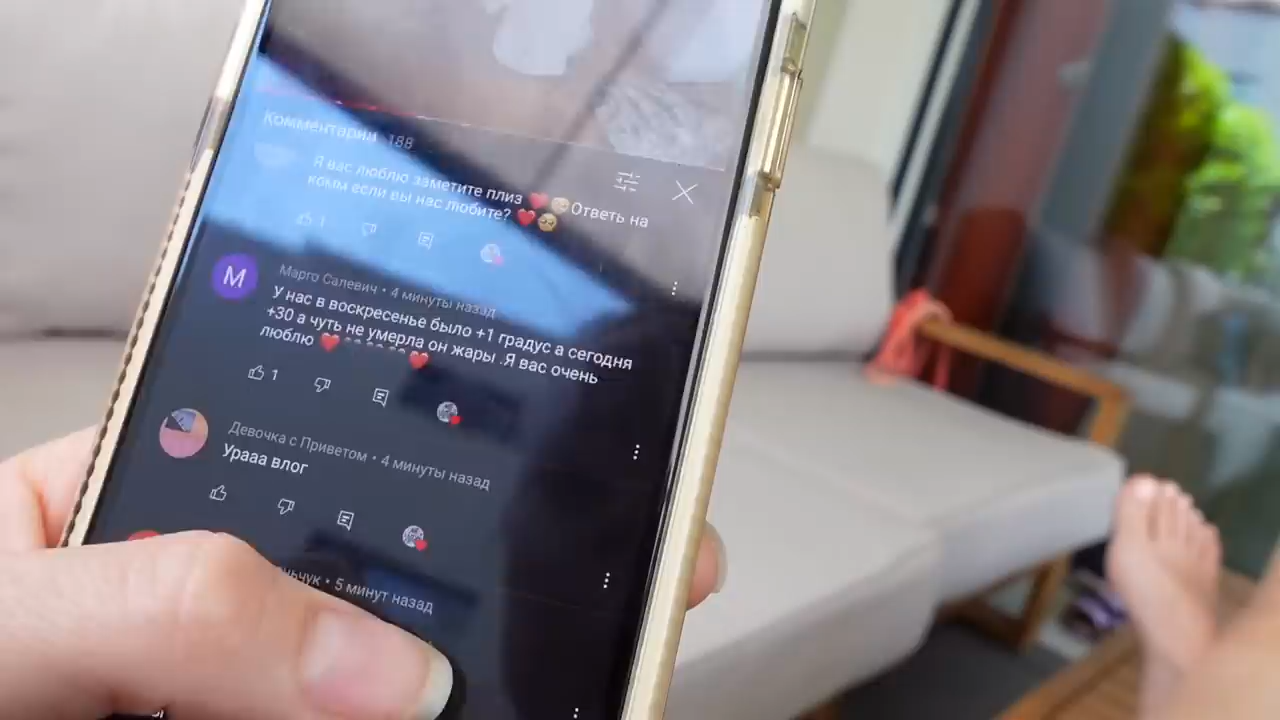 Комментарии 188
Я вас люблю заметите плиз ❤️🥺Ответь на
комм если вы нас любите? ❤️🥺
1
М
Марго Салевич • 4 минуты назад
У нас в воскресенье было +1 градус а сегодня
+30 а чуть не умерла он жары .Я вас очень
люблю ❤️ ❤️
1
Девочка с Приветом • 4 минуты назад
Урааа влог
ньчук • 5 минут назад